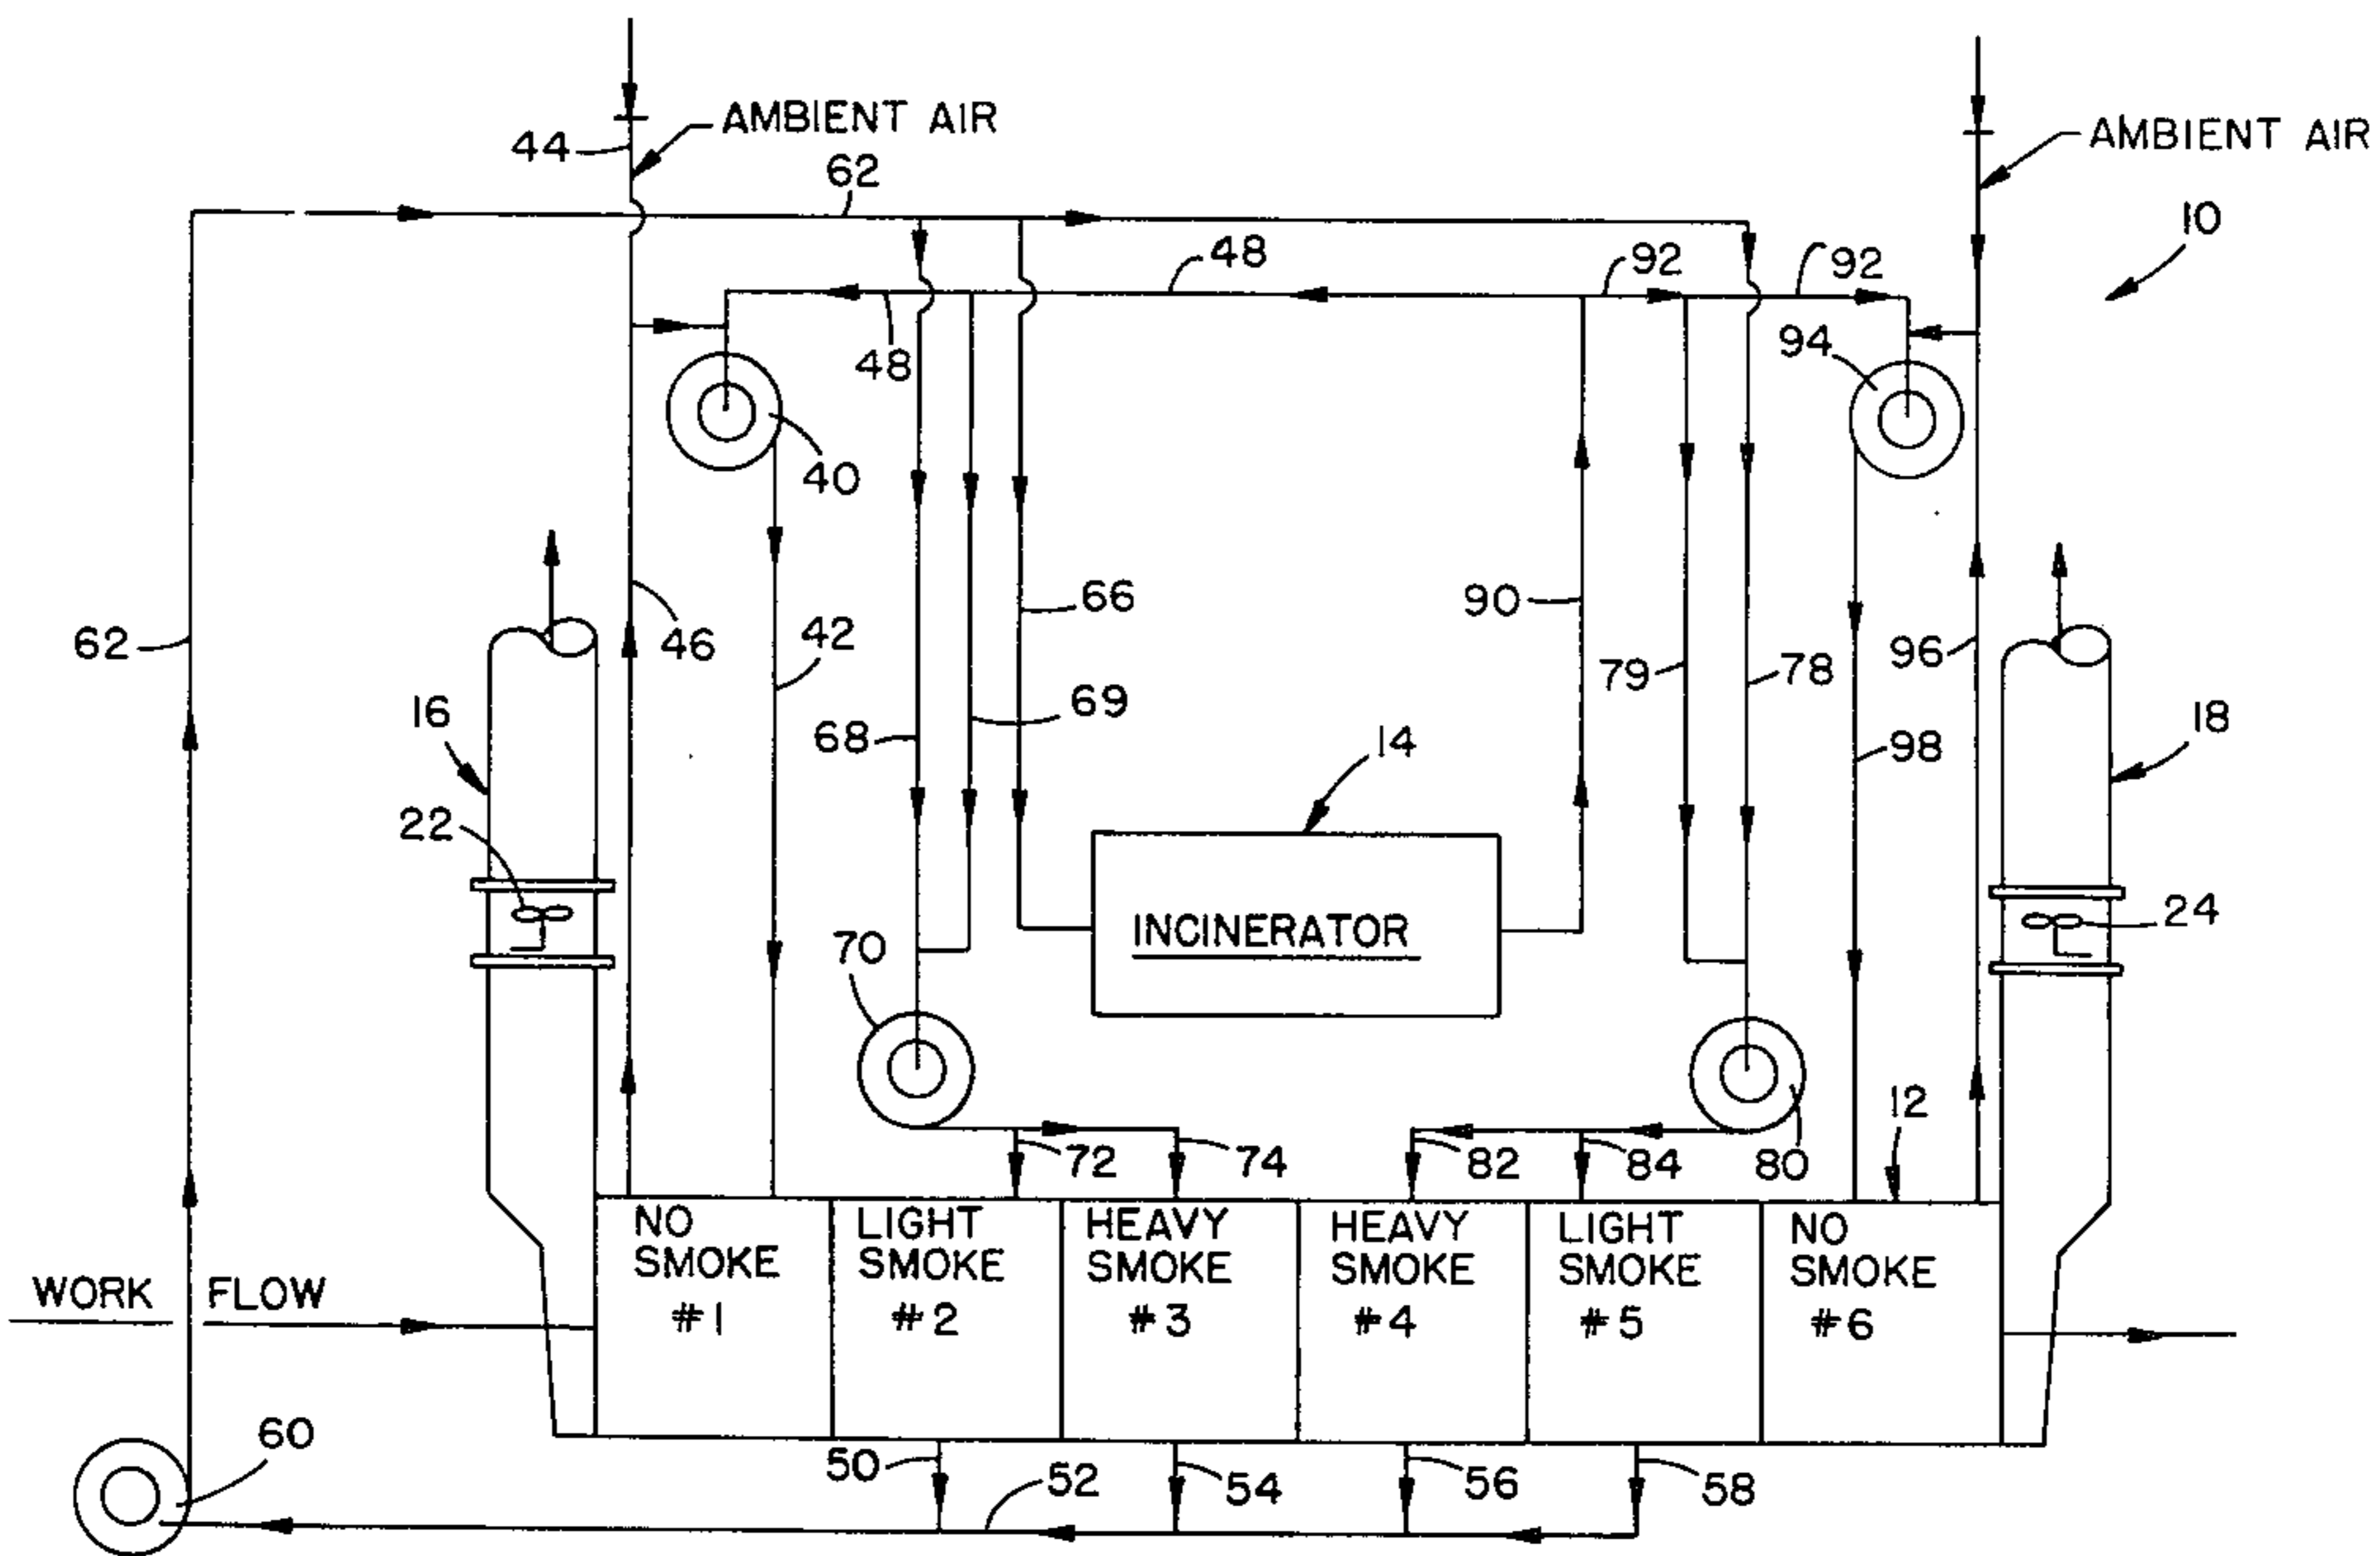 AMBIENT AIR
AMBIENT AIR
44
62
10
48
92
92
48
94
40
66
90
62
46
42
96
79
78
16
69
68
14
98
18
22
24
INCINERATOR
70
12
72
74
82
84
80
NO
SMOKE
#1
LIGHT
SMOKE
#2
HEAVY
SMOKE
#3
HEAVY
SMOKE
#4
LIGHT
SMOKE
#5
NO
SMOKE
#6
WORK FLOW
60
50
52
54
56
58